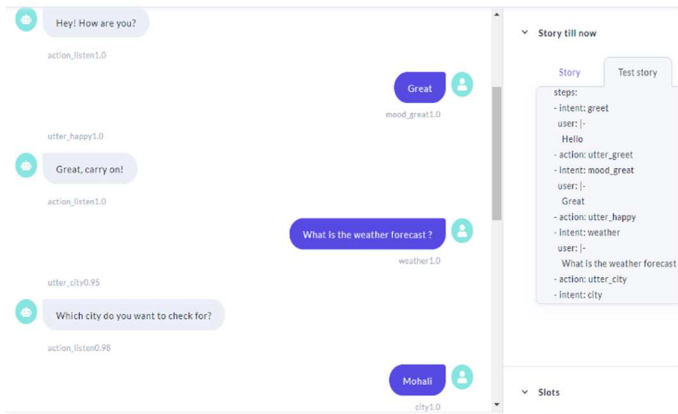 Hey! How are you?
action_listen1.0
Great
mood_great1.0
utter_happy1.0
Great, carry on!
action_listen1.0
What is the weather forecast ?
weather1.0
utter_city0.95
Which city do you want to check for?
action_listen0.98
Mohali
city1.0
Story till now
Story Test story
steps:
- intent: greet
user: |-
Hello
- action: utter_greet
- intent: mood_great
user: |-
Great
- action: utter_happy
- intent: weather
user: |-
What is the weather forecast
- action: utter_city
- intent: city
Slots